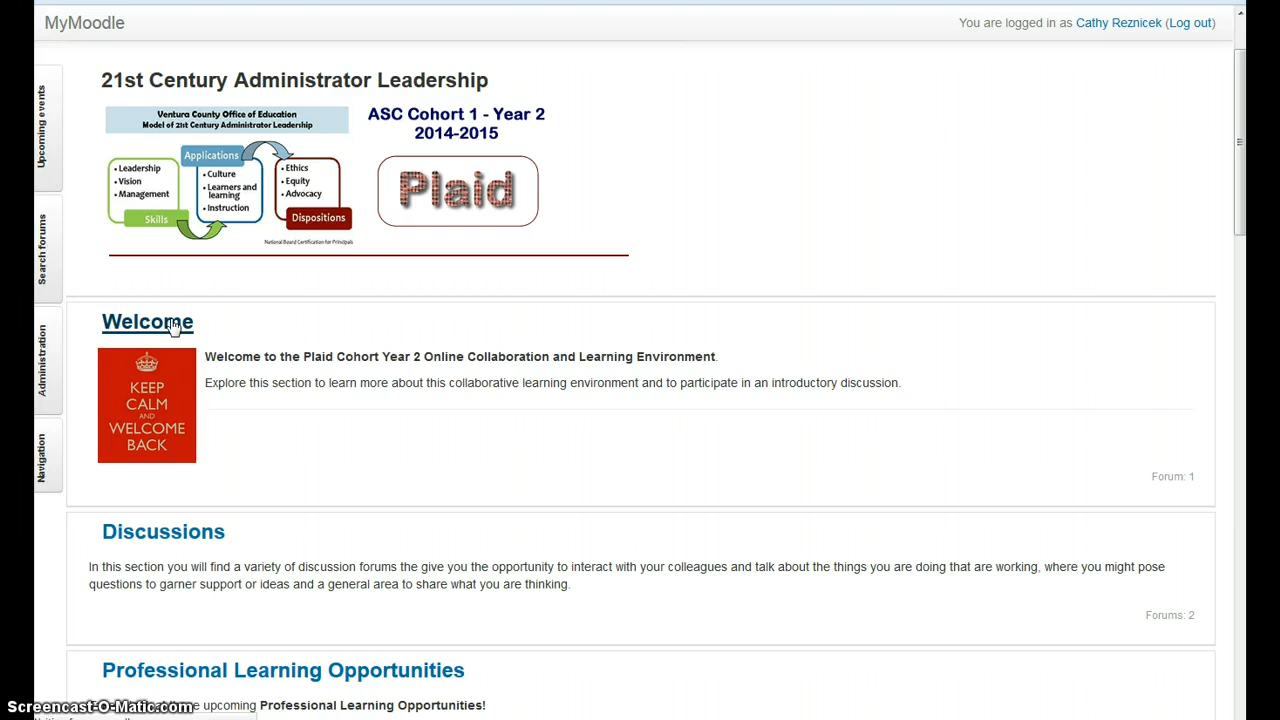 MyMoodle
You are logged in as Cathy Reznicek (Log out)
Upcoming events
Search forums
Administration
Navigation
21st Century Administrator Leadership
Ventura County Office of Education
Model of 21st Century Administrator Leadership
• Leadership
• Vision
• Management
Skills
Applications
• Culture
• Learners and
learning
• Instruction
• Ethics
• Equity
• Advocacy
Dispositions
National Board Certification for Principals
ASC Cohort 1 - Year 2
2014-2015
Plaid
Welcome
KEEP
CALM
AND
WELCOME
BACK
Welcome to the Plaid Cohort Year 2 Online Collaboration and Learning Environment.
Explore this section to learn more about this collaborative learning environment and to participate in an introductory discussion.
Forum: 1
Discussions
In this section you will find a variety of discussion forums the give you the opportunity to interact with your colleagues and talk about the things you are doing that are working, where you might pose
questions to garner support or ideas and a general area to share what you are thinking.
Forums: 2
Professional Learning Opportunities
upcoming Professional Learning Opportunities!
Screencast-O-Matic.com